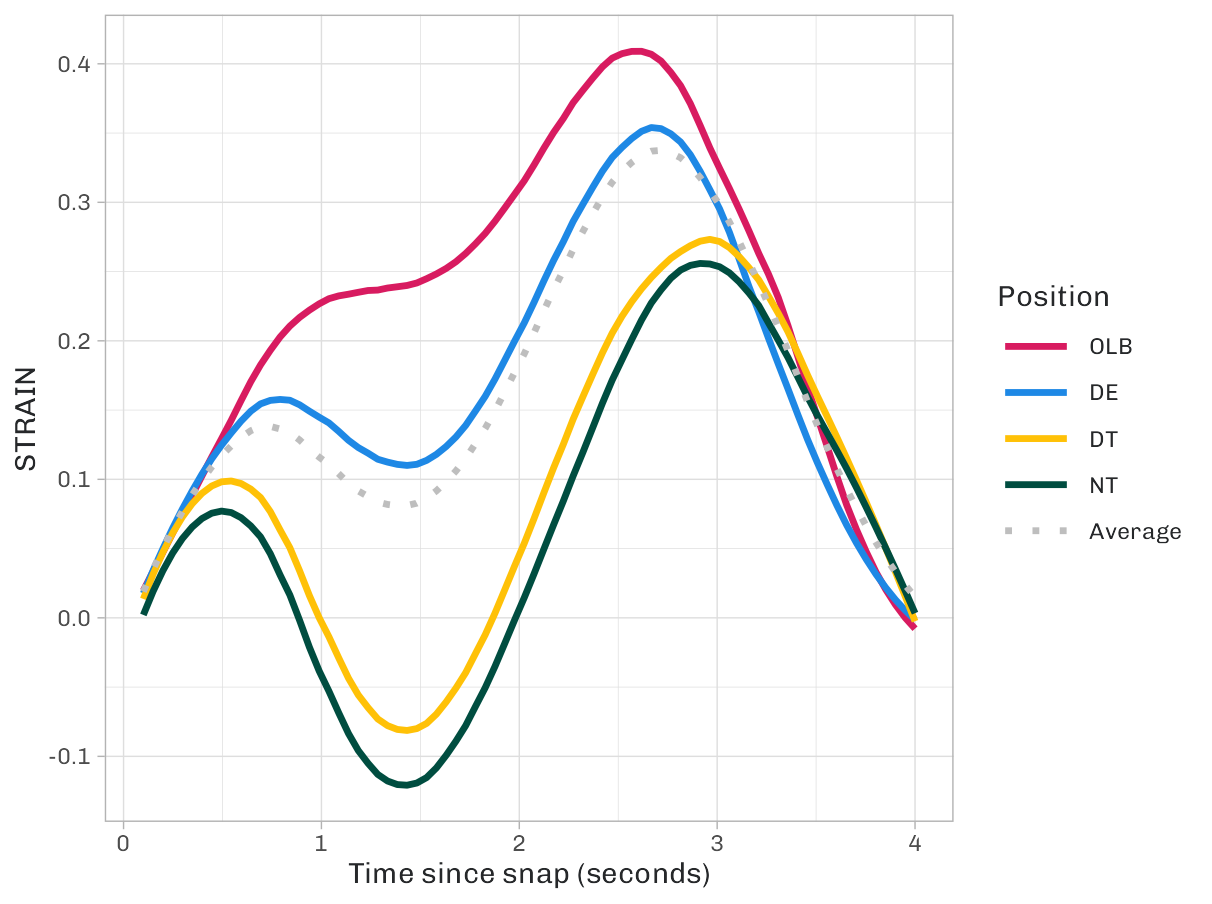 STRAIN
0.4
0.3
0.2
0.1
0.0
-0.1
0 1 2 3 4
Time since snap (seconds)
Position
OLB
DE
DT
NT
Average